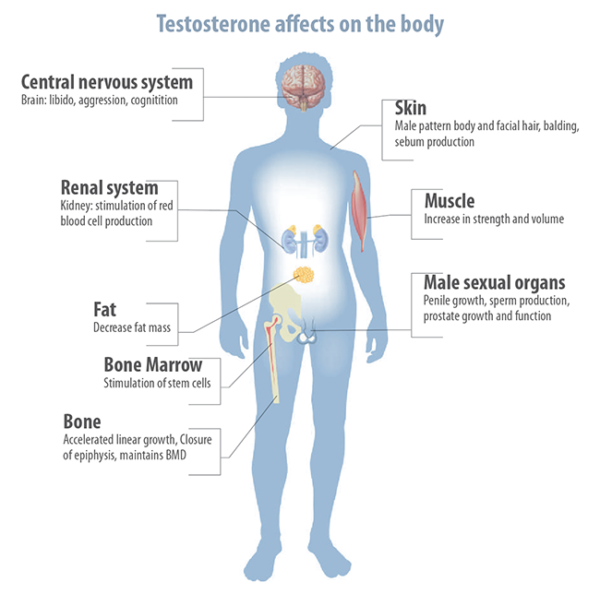 Testosterone affects on the body
Central nervous system
Brain: libido, aggression, cognitition
Skin
Male pattern body and facial hair, balding,
sebum production
Renal system
Kidney: stimulation of red
blood cell production
Muscle
Increase in strength and volume
Male sexual organs
Penile growth, sperm production,
prostate growth and function
Fat
Decrease fat mass
Bone Marrow
Stimulation of stem cells
Bone
Accelerated linear growth, Closure
of epiphysis, maintains BMD